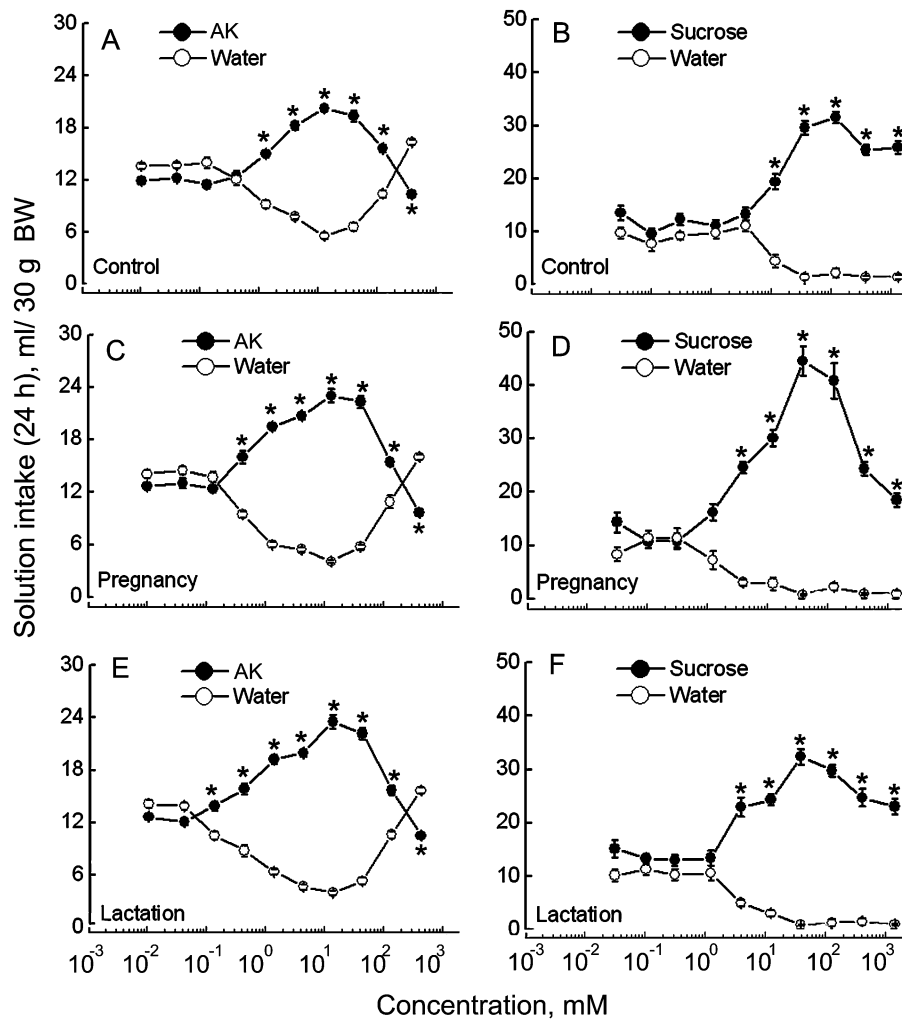 Solution intake (24 h), ml/ 30 g BW
A
AK
Water
30
24
18
12
6
0
* * * * * * *
Control
B
Sucrose
Water
50
40
30
20
10
0
* * * * *
Control
C
AK
Water
30
24
18
12
6
0
* * * * * * *
Pregnancy
D
Sucrose
Water
50
40
30
20
10
0
* * * * * *
Pregnancy
E
AK
Water
30
24
18
12
6
0
* * * * * * * *
Lactation
10⁻³ 10⁻² 10⁻¹ 10⁰ 10¹ 10² 10³
F
Sucrose
Water
50
40
30
20
10
0
* * * * * *
Lactation
10⁻³ 10⁻² 10⁻¹ 10⁰ 10¹ 10² 10³
Concentration, mM